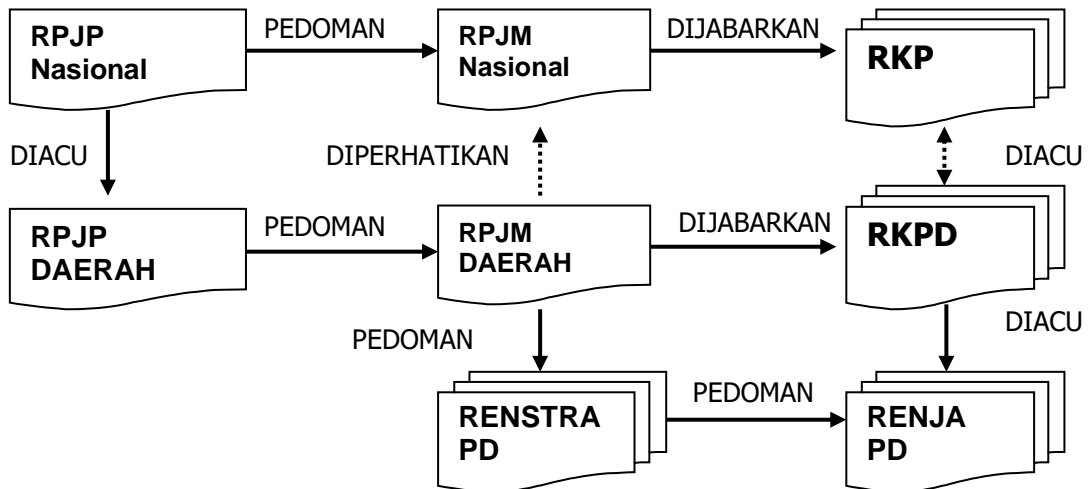 RPJP
Nasional
PEDOMAN
RPJM
Nasional
DIJABARKAN
RKP
DIACU
DIPERHATIKAN
DIACU
RPJP
DAERAH
PEDOMAN
RPJM
DAERAH
DIJABARKAN
RKPD
PEDOMAN
DIACU
RENSTRA
PD
PEDOMAN
RENJA
PD